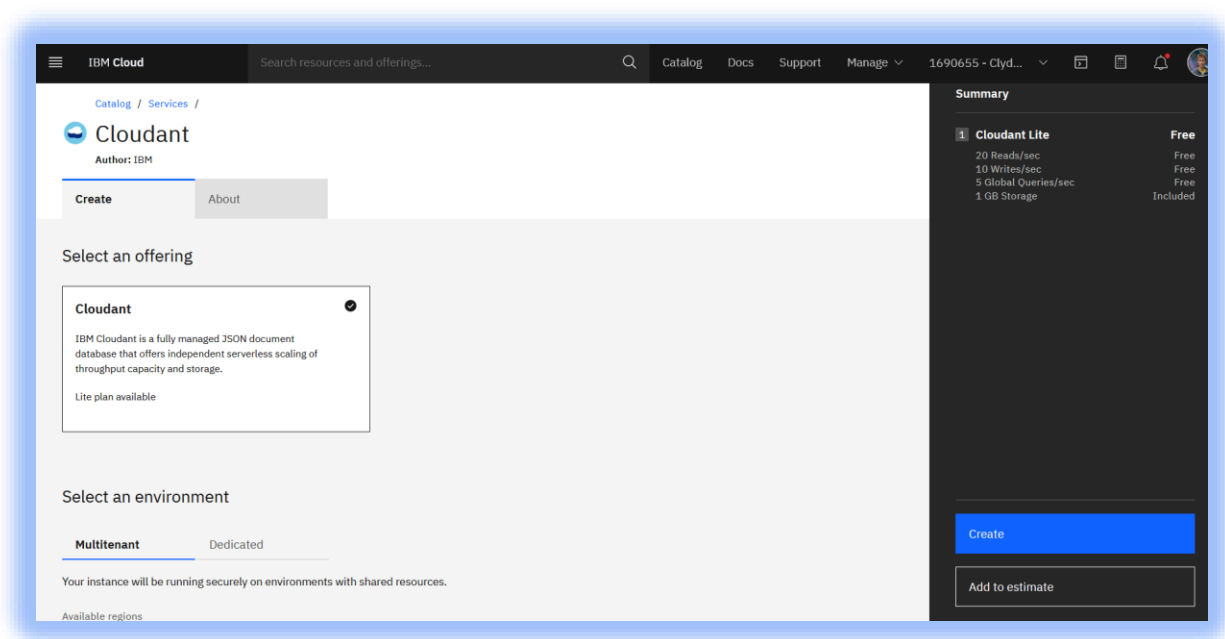 IBM Cloud
Search resources and offerings...
Catalog
Docs
Support
Manage
1690655 - Clyd...
Catalog / Services /
Cloudant
Author: IBM
Create
About
Select an offering
Cloudant
IBM Cloudant is a fully managed JSON document
database that offers independent serverless scaling of
throughput capacity and storage.
Lite plan available
Select an environment
Multitenant
Dedicated
Your instance will be running securely on environments with shared resources.
Available regions
Summary
1 Cloudant Lite Free
20 Reads/sec Free
10 Writes/sec Free
5 Global Queries/sec Free
1 GB Storage Included
Create
Add to estimate